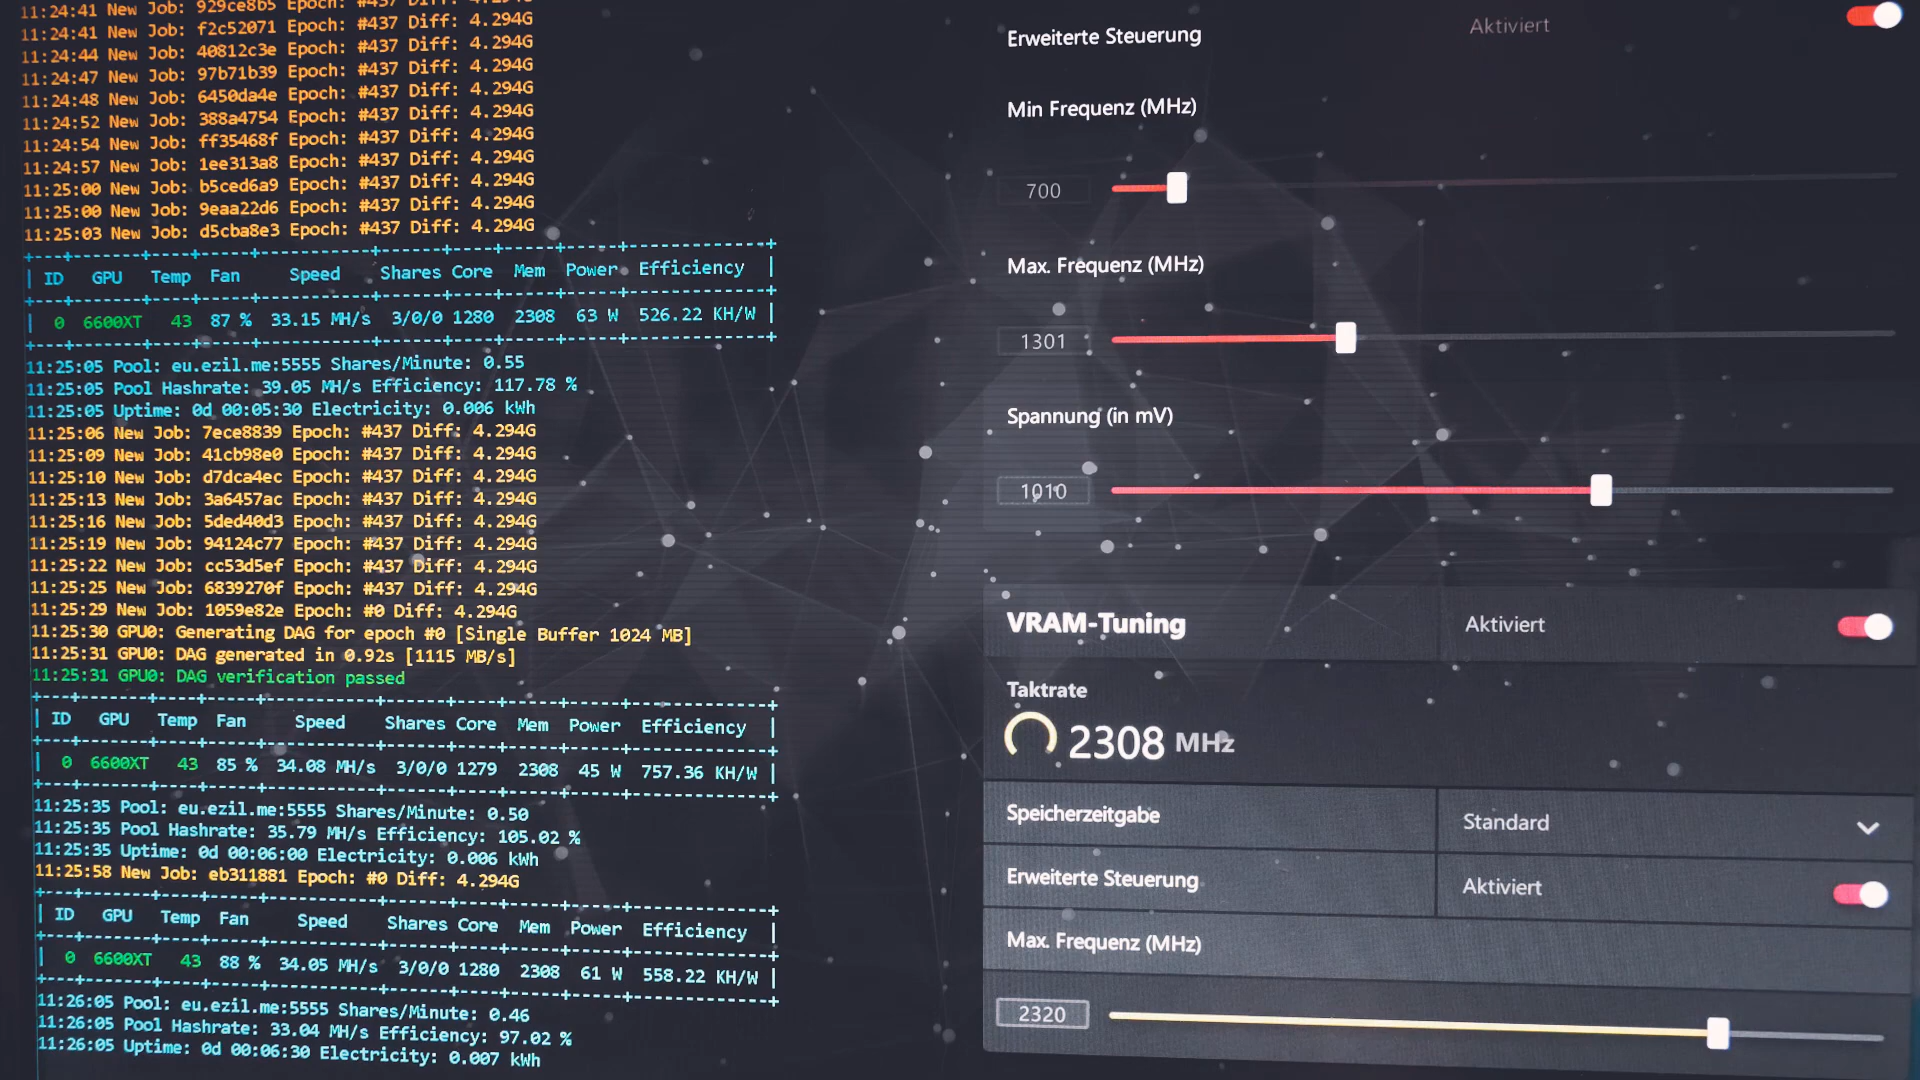 11:24:41 New Job: 929ce8b5 Epoch: #437 Diff: 4.294G
11:24:41 New Job: f2c52071 Epoch: #437 Diff: 4.294G
11:24:44 New Job: 40812c3e Epoch: #437 Diff: 4.294G
11:24:47 New Job: 97b71b39 Epoch: #437 Diff: 4.294G
11:24:48 New Job: 6450da4e Epoch: #437 Diff: 4.294G
11:24:52 New Job: 388a4754 Epoch: #437 Diff: 4.294G
11:24:54 New Job: ff35468f Epoch: #437 Diff: 4.294G
11:24:57 New Job: 1ee313a8 Epoch: #437 Diff: 4.294G
11:25:00 New Job: b5ced6a9 Epoch: #437 Diff: 4.294G
11:25:00 New Job: 9eaa22d6 Epoch: #437 Diff: 4.294G
11:25:03 New Job: d5cba8e3 Epoch: #437 Diff: 4.294G
ID GPU Temp Fan Speed Shares Core Mem Power Efficiency
0 6600XT 43 87 % 33.15 MH/s 3/0/0 1280 2308 63 W 526.22 KH/W
11:25:05 Pool: eu.ezil.me:5555 Shares/Minute: 0.55
11:25:05 Pool Hashrate: 39.05 MH/s Efficiency: 117.78 %
11:25:05 Uptime: 0d 00:05:30 Electricity: 0.006 kWh
11:25:06 New Job: 7ece8839 Epoch: #437 Diff: 4.294G
11:25:09 New Job: 41cb98e0 Epoch: #437 Diff: 4.294G
11:25:10 New Job: d7dca4ec Epoch: #437 Diff: 4.294G
11:25:13 New Job: 3a6457ac Epoch: #437 Diff: 4.294G
11:25:16 New Job: 5ded40d3 Epoch: #437 Diff: 4.294G
11:25:19 New Job: 94124c77 Epoch: #437 Diff: 4.294G
11:25:22 New Job: cc53d5ef Epoch: #437 Diff: 4.294G
11:25:25 New Job: 6839270f Epoch: #437 Diff: 4.294G
11:25:29 New Job: 1059e82e Epoch: #0 Diff: 4.294G
11:25:30 GPU0: Generating DAG for epoch #0 [Single Buffer 1024 MB]
11:25:31 GPU0: DAG generated in 0.92s [1115 MB/s]
11:25:31 GPU0: DAG verification passed
ID GPU Temp Fan Speed Shares Core Mem Power Efficiency
0 6600XT 43 85 % 34.08 MH/s 3/0/0 1279 2308 45 W 757.36 KH/W
11:25:35 Pool: eu.ezil.me:5555 Shares/Minute: 0.50
11:25:35 Pool Hashrate: 35.79 MH/s Efficiency: 105.02 %
11:25:35 Uptime: 0d 00:06:00 Electricity: 0.006 kWh
11:25:58 New Job: eb311881 Epoch: #0 Diff: 4.294G
ID GPU Temp Fan Speed Shares Core Mem Power Efficiency
0 6600XT 43 88 % 34.05 MH/s 3/0/0 1280 2308 61 W 558.22 KH/W
11:26:05 Pool: eu.ezil.me:5555 Shares/Minute: 0.46
11:26:05 Pool Hashrate: 33.04 MH/s Efficiency: 97.02 %
11:26:05 Uptime: 0d 00:06:30 Electricity: 0.007 kWh
Erweiterte Steuerung Aktiviert
Min Frequenz (MHz)
700
Max. Frequenz (MHz)
1301
Spannung (in mV)
1010
VRAM-Tuning Aktiviert
Taktrate
2308 MHz
Speicherzeitgabe Standard
Erweiterte Steuerung Aktiviert
Max. Frequenz (MHz)
2320